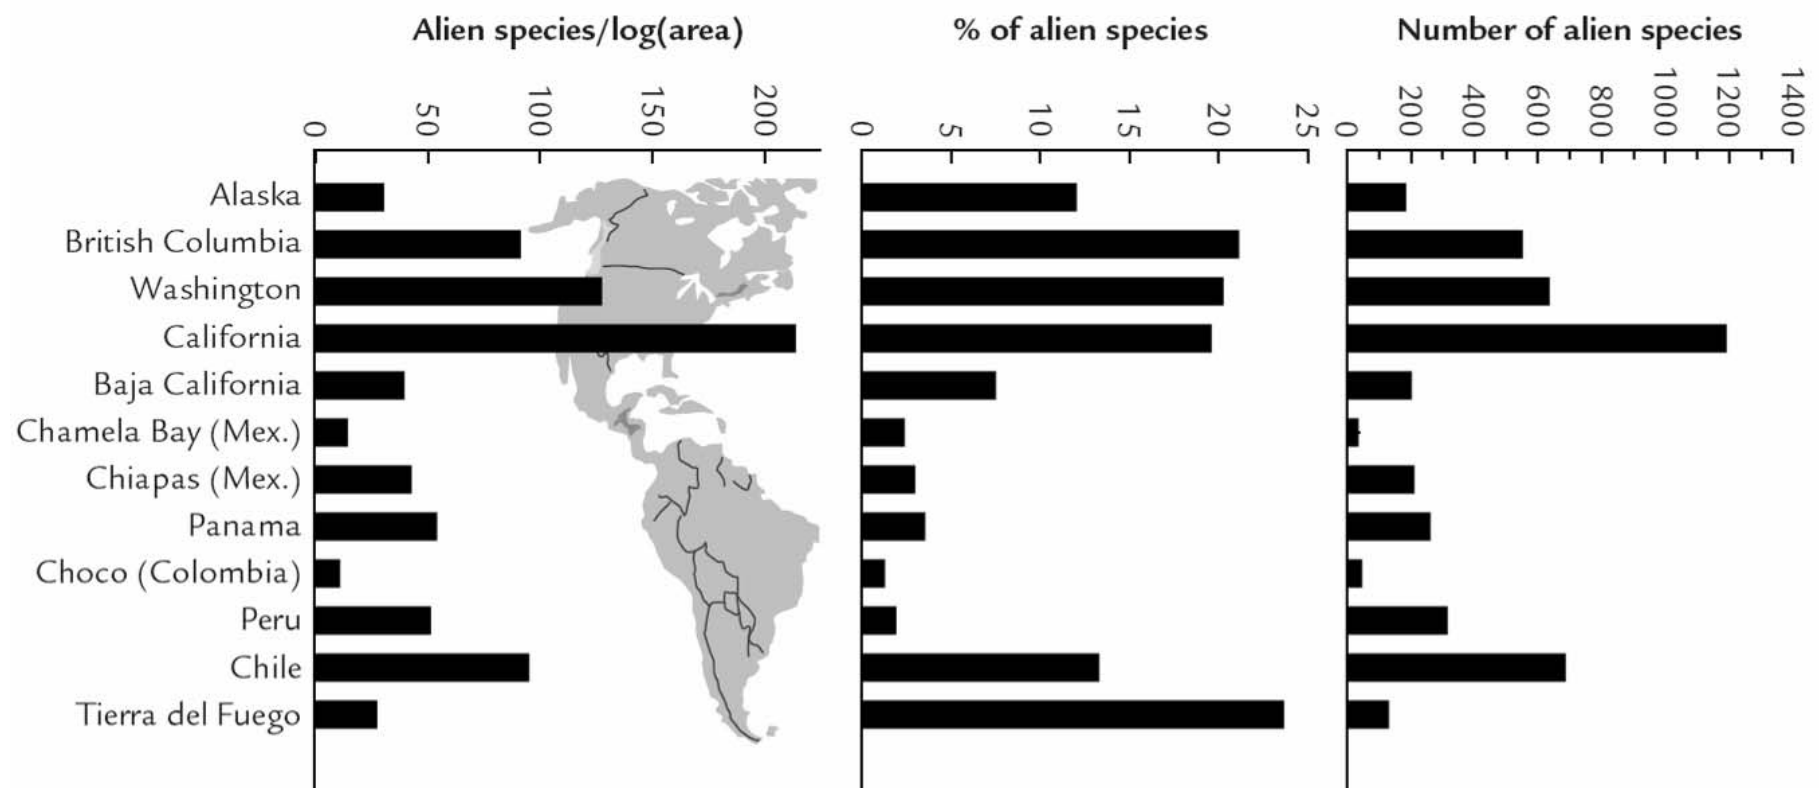 Alien species/log(area)
% of alien species
Number of alien species
0
50
100
150
200
0
5
10
15
20
25
0
200
400
600
800
1000
1200
1400
Alaska
British Columbia
Washington
California
Baja California
Chamela Bay (Mex.)
Chiapas (Mex.)
Panama
Choco (Colombia)
Peru
Chile
Tierra del Fuego